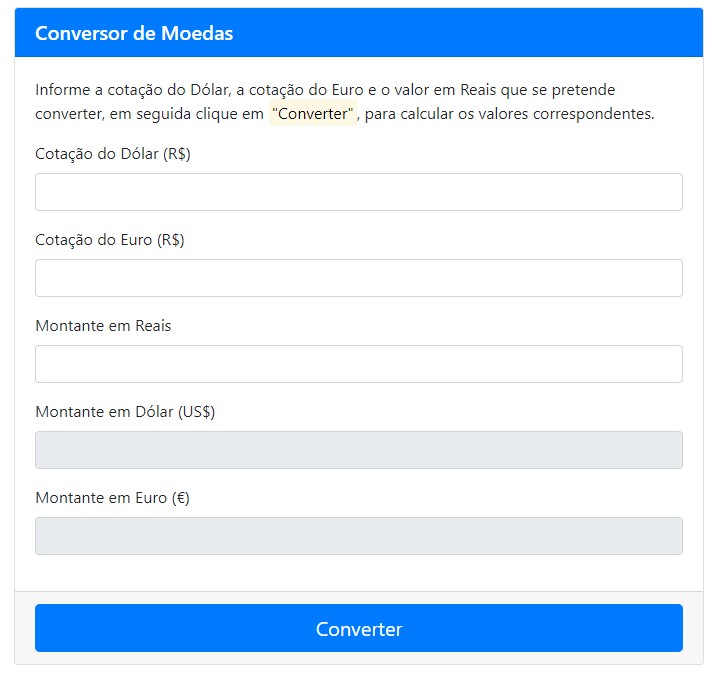 Conversor de Moedas
Informe a cotação do Dólar, a cotação do Euro e o valor em Reais que se pretende
converter, em seguida clique em "Converter", para calcular os valores correspondentes.
Cotação do Dólar (R$)
Cotação do Euro (R$)
Montante em Reais
Montante em Dólar (US$)
Montante em Euro (€)
Converter